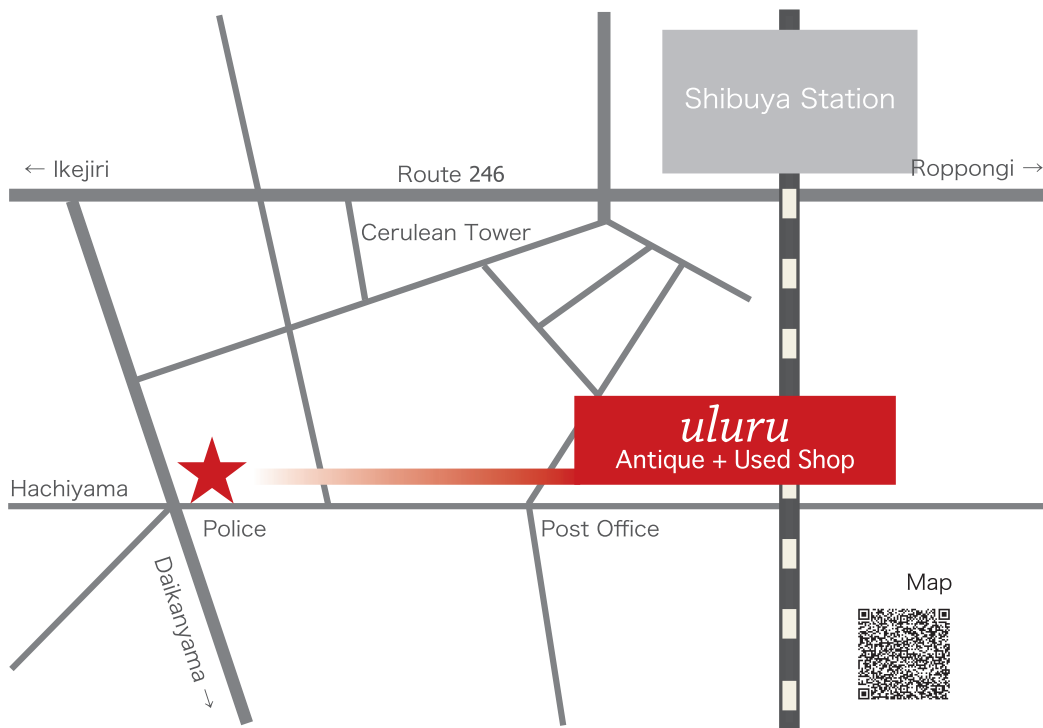 Shibuya Station
← Ikejiri
Route 246
Roppongi →
Cerulean Tower
uluru
Antique + Used Shop
Hachiyama
Police
Post Office
Daikanyama →
Map